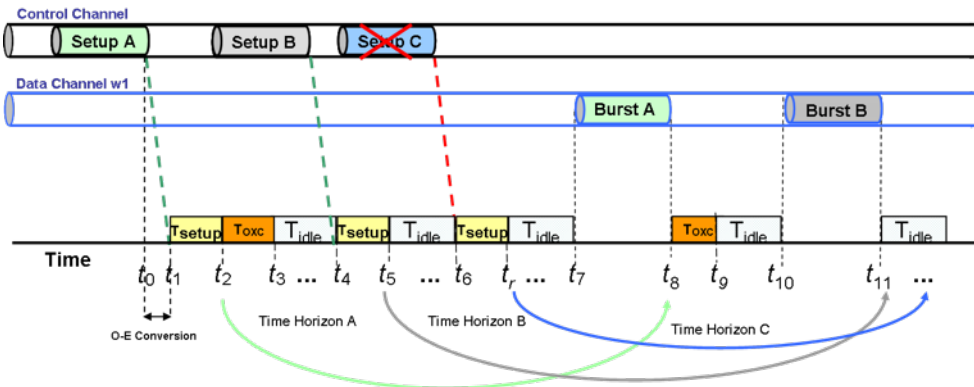 Control Channel
Setup A Setup B Setup C
Data Channel w1
Burst A Burst B
Tsetup Toxc Tidle Tsetup Tidle Tsetup Tidle Toxc Tidle Tidle
Time
t0 t1 t2 t3 ... t4 t5 ... t6 tr ... t7 t8 t9 t10 t11 ...
O-E Conversion Time Horizon A Time Horizon B Time Horizon C